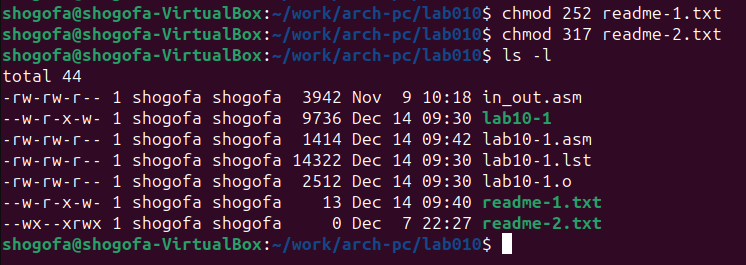 shogofa@shogofa-VirtualBox:~/work/arch-pc/lab010$ chmod 252 readme-1.txt
shogofa@shogofa-VirtualBox:~/work/arch-pc/lab010$ chmod 317 readme-2.txt
shogofa@shogofa-VirtualBox:~/work/arch-pc/lab010$ ls -l
total 44
-rw-rw-r-- 1 shogofa shogofa  3942 Nov  9 10:18 in_out.asm
--w-r-x-w- 1 shogofa shogofa  9736 Dec 14 09:30 lab10-1
-rw-rw-r-- 1 shogofa shogofa  1414 Dec 14 09:42 lab10-1.asm
-rw-rw-r-- 1 shogofa shogofa 14322 Dec 14 09:30 lab10-1.lst
-rw-rw-r-- 1 shogofa shogofa  2512 Dec 14 09:30 lab10-1.o
--w-r-x-w- 1 shogofa shogofa    13 Dec 14 09:40 readme-1.txt
--wx--xrwx 1 shogofa shogofa     0 Dec  7 22:27 readme-2.txt
shogofa@shogofa-VirtualBox:~/work/arch-pc/lab010$